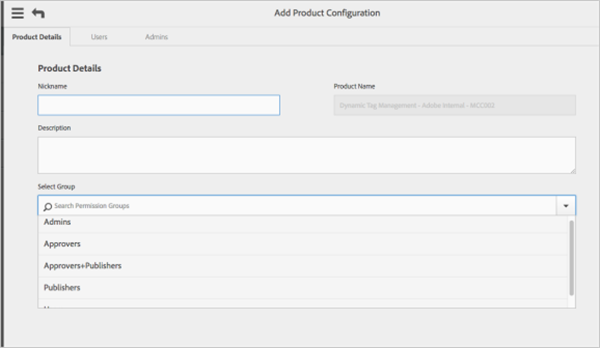 Add Product Configuration
Product Details
Users
Admins
Product Details
Nickname
Product Name
Dynamic Tag Management - Adobe Internal - MCC002
Description
Select Group
Search Permission Groups
Admins
Approvers
Approvers+Publishers
Publishers